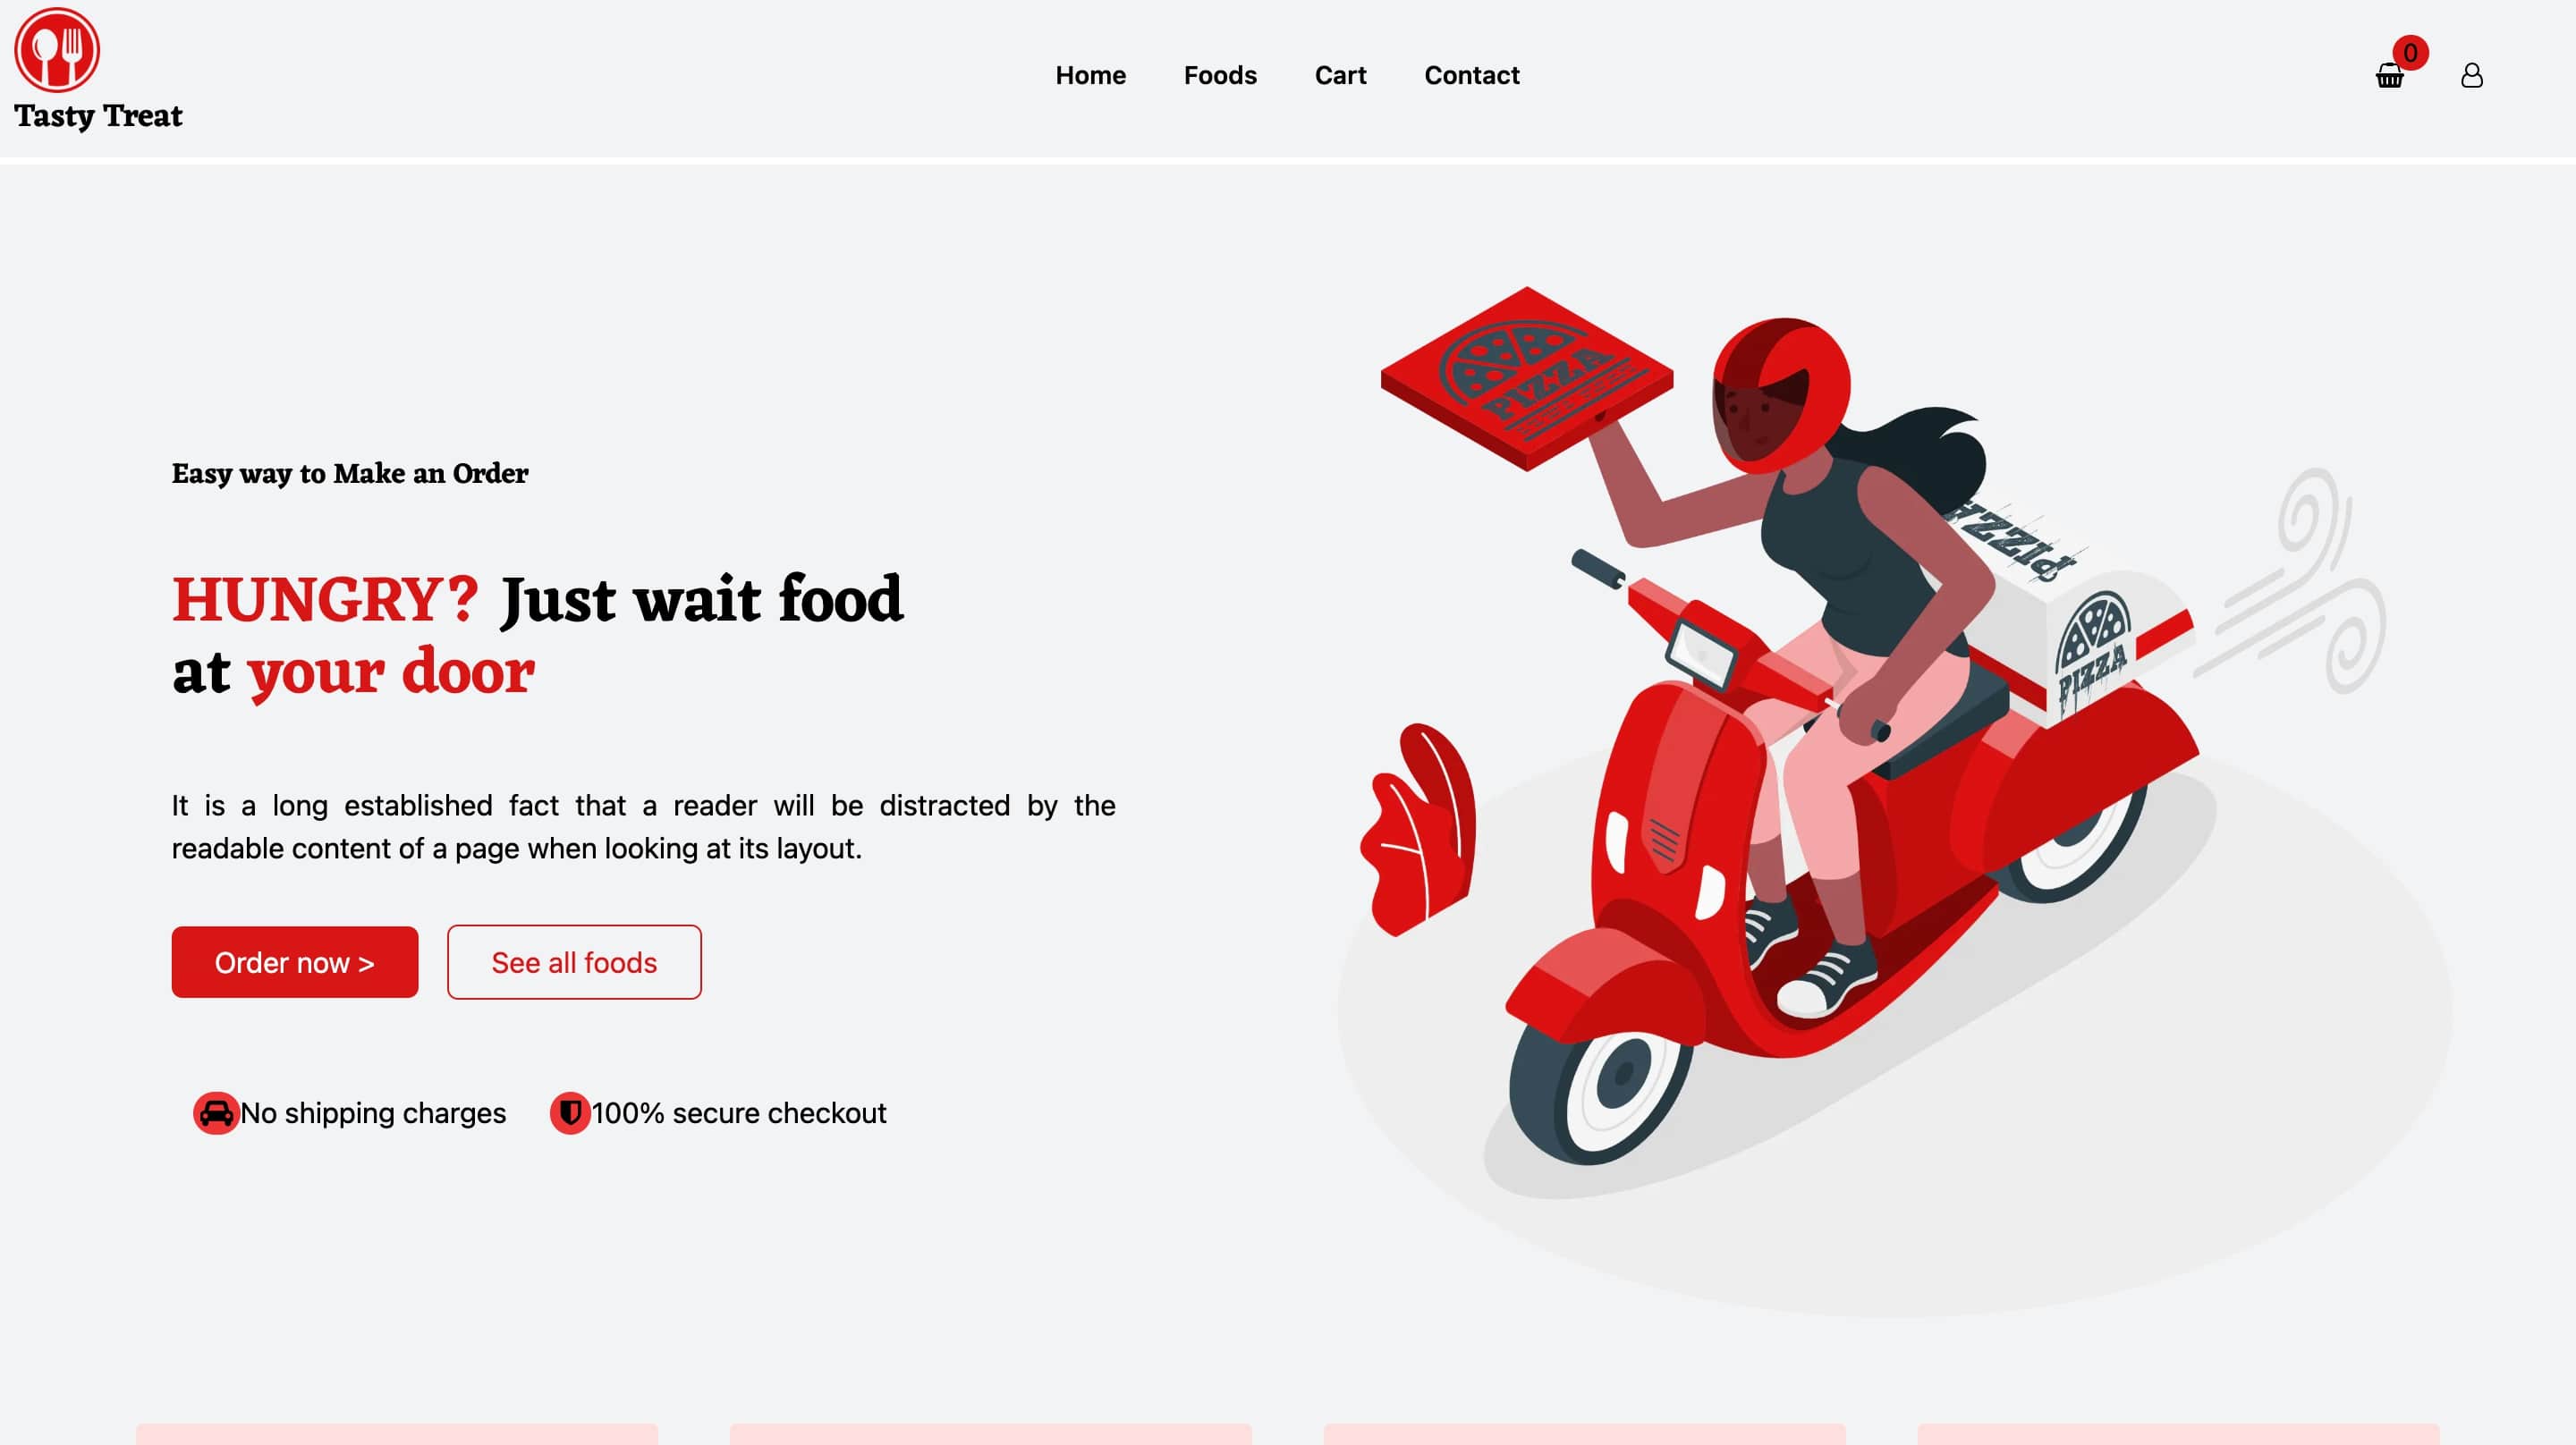 Tasty Treat
Home Foods Cart Contact
0
Easy way to Make an Order
HUNGRY? Just wait food
at your door
It is a long established fact that a reader will be distracted by the
readable content of a page when looking at its layout.
Order now > See all foods
No shipping charges 100% secure checkout
PIZZA
PIZZA
PIZZA